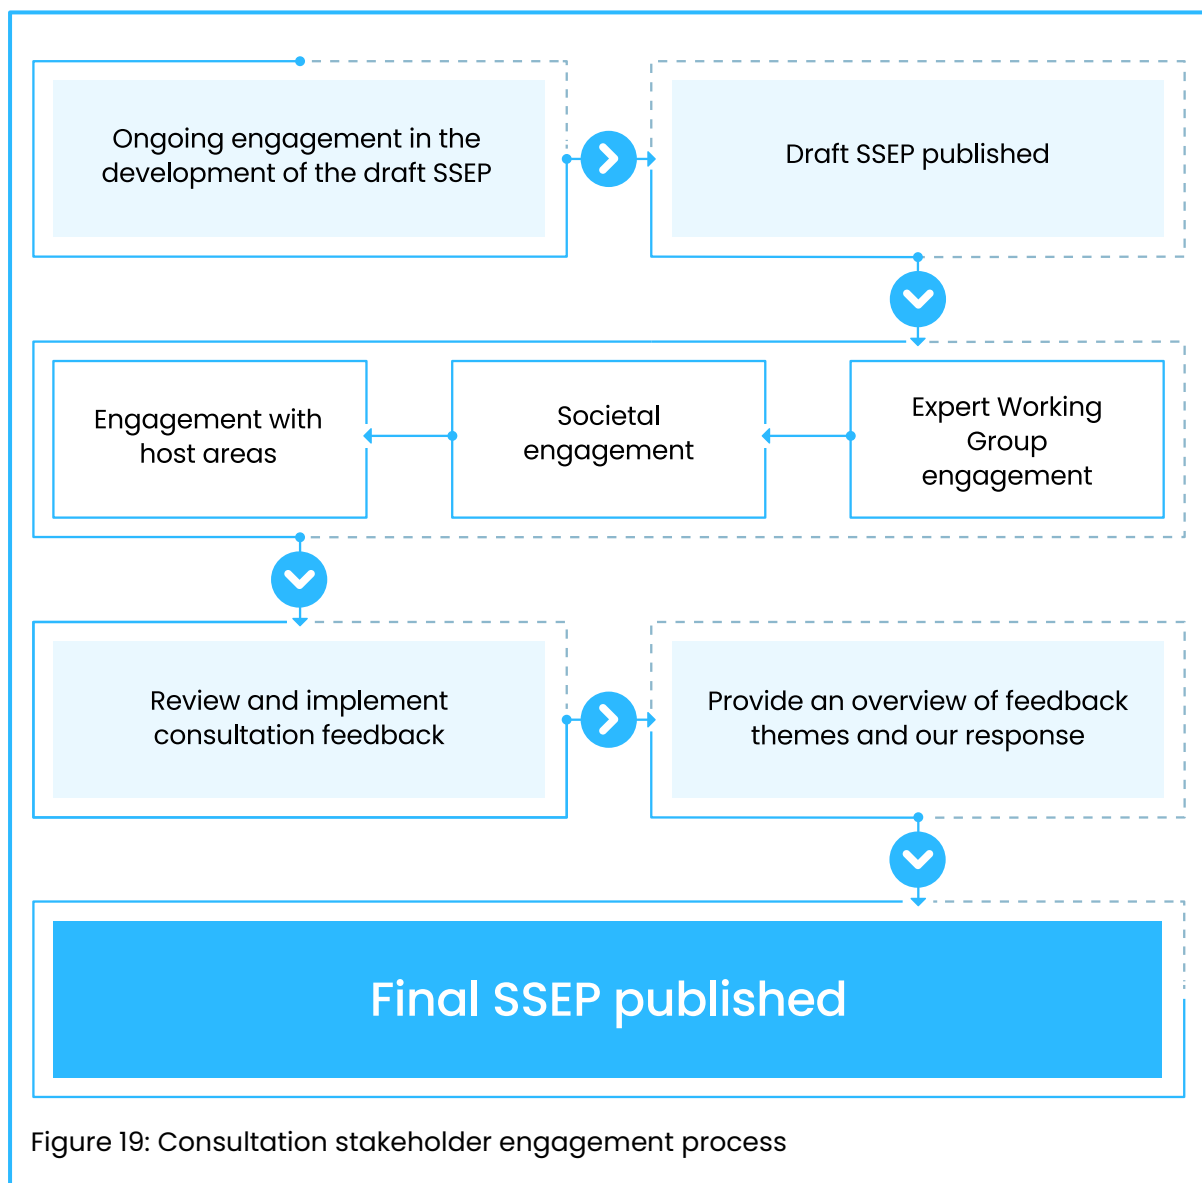 Ongoing engagement in the
development of the draft SSEP
Draft SSEP published
Engagement with
host areas
Societal
engagement
Expert Working
Group
engagement
Review and implement
consultation feedback
Provide an overview of feedback
themes and our response
Final SSEP published
Figure 19: Consultation stakeholder engagement process